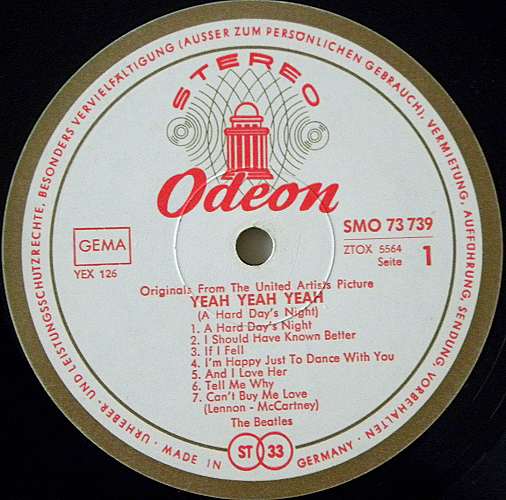 URHEBER- UND LEISTUNGSSCHUTZRECHTE, BESONDERS VERVIELFÄLTIGUNG (AUSSER ZUM PERSÖNLICHEN GEBRAUCH), VERMIETUNG, AUFFÜHRUNG, SENDUNG VORBEHALTEN · MADE IN GERMANY ·
STEREO
Odeon
GEMA
YEX 126
SMO 73 739
ZTOX 5564
Seite 1
Originals From The United Artists Picture
YEAH YEAH YEAH
(A Hard Day's Night)
1. A Hard Day's Night
2. I Should Have Known Better
3. If I Fell
4. I'm Happy Just To Dance With You
5. And I Love Her
6. Tell Me Why
7. Can't Buy Me Love
(Lennon - McCartney)
The Beatles
ST 33